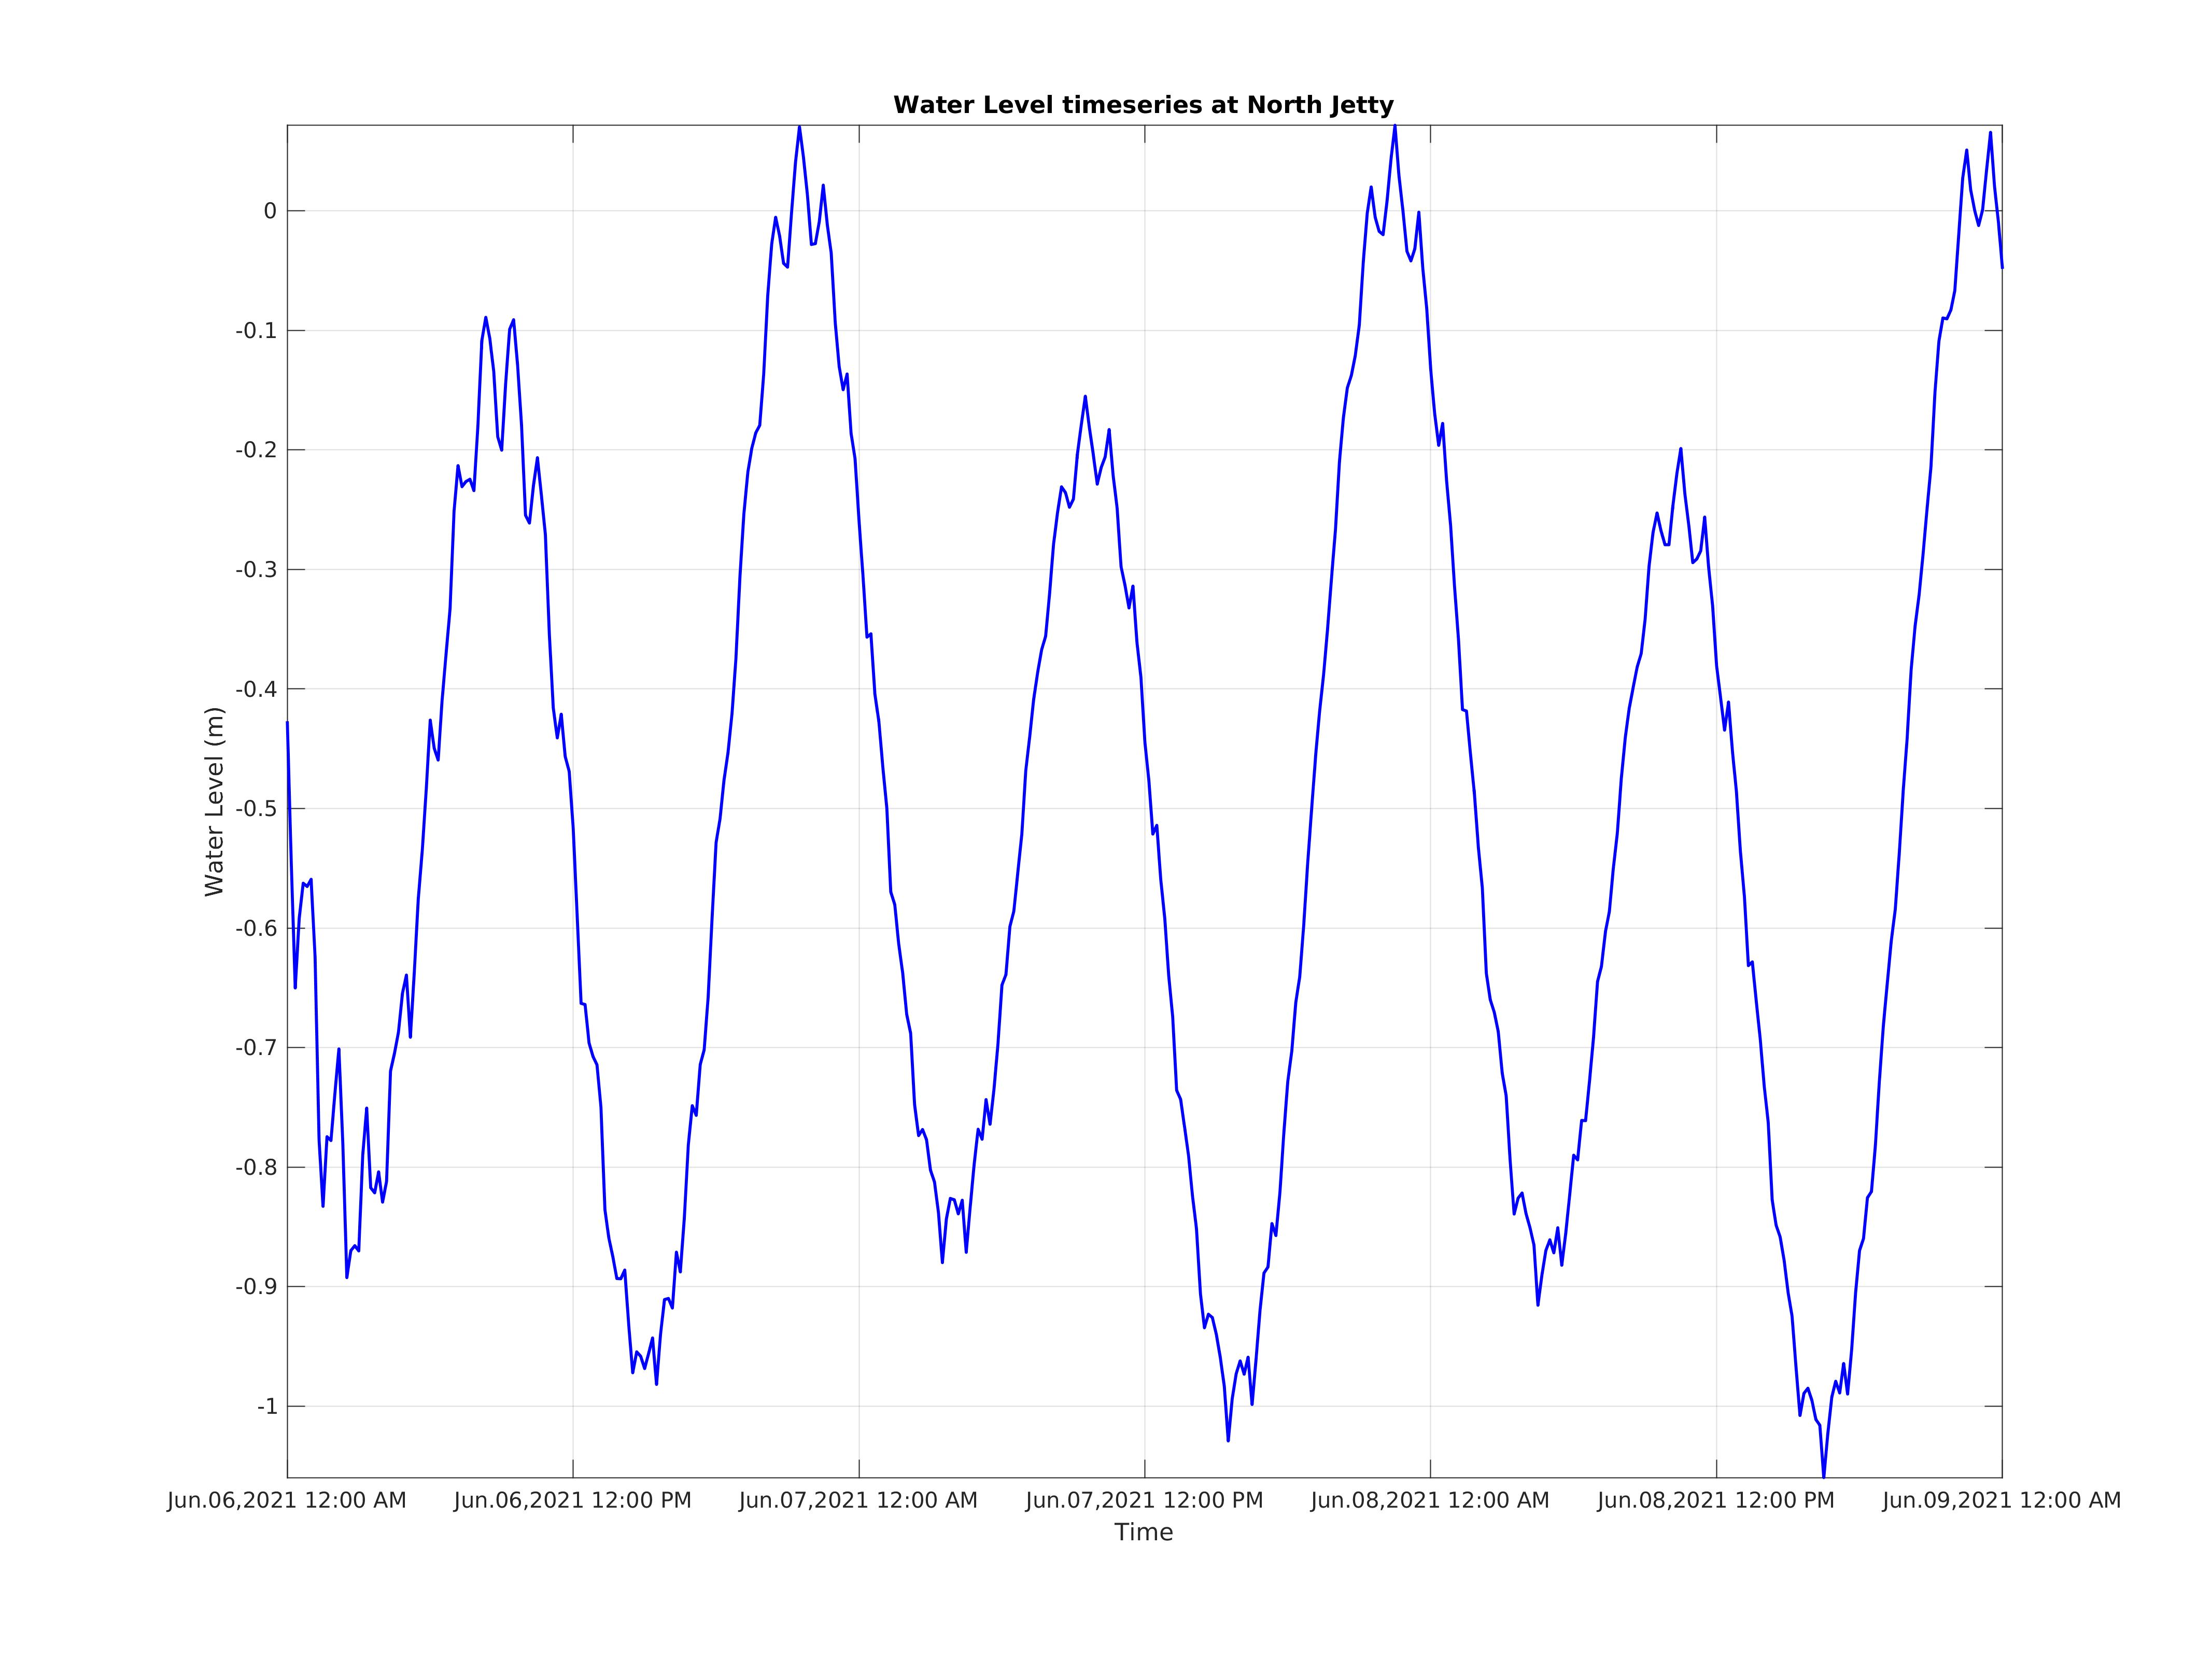 Water Level timeseries at North Jetty
0
-0.1
-0.2
-0.3
-0.4
-0.5
-0.6
-0.7
-0.8
-0.9
-1
Water Level (m)
Jun.06,2021 12:00 AM Jun.06,2021 12:00 PM Jun.07,2021 12:00 AM Jun.07,2021 12:00 PM Jun.08,2021 12:00 AM Jun.08,2021 12:00 PM Jun.09,2021 12:00 AM
Time